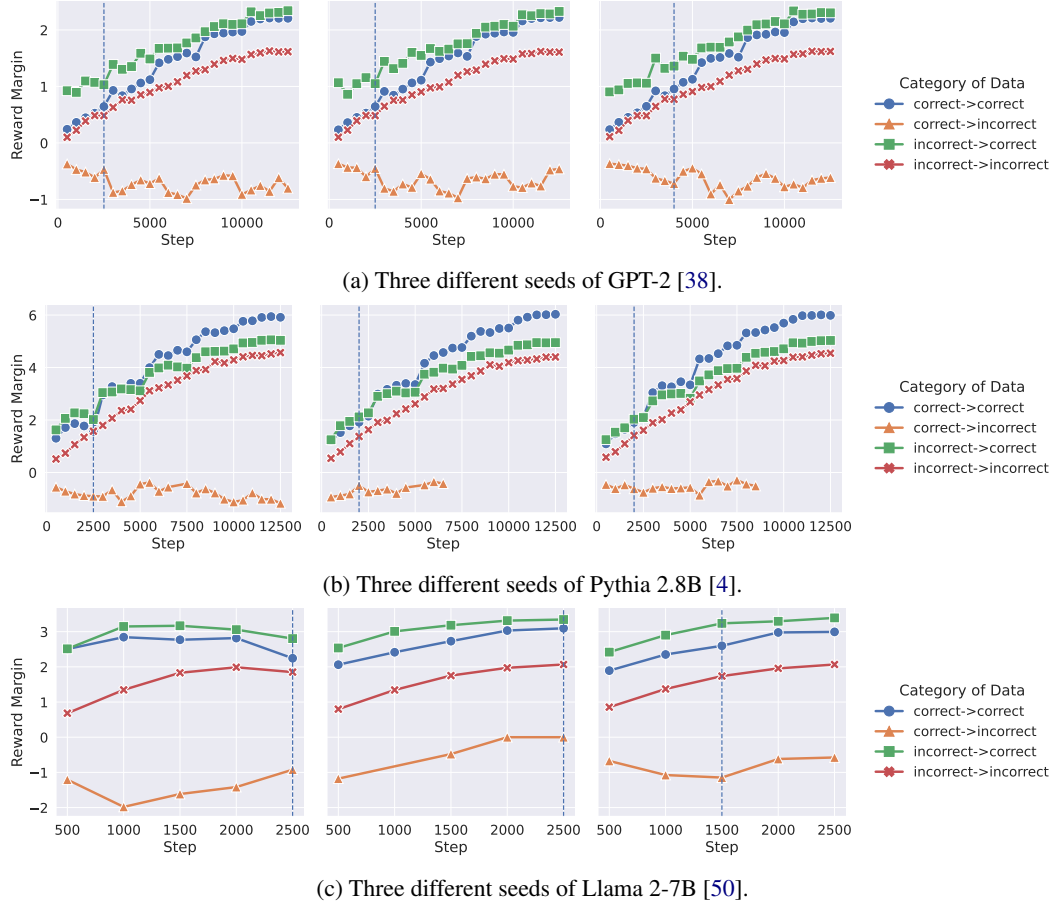 Reward Margin
2
1
0
−1
0
5000
10000
Step
0
5000
10000
Step
0
5000
10000
Step
Category of Data
correct->correct
correct->incorrect
incorrect->correct
incorrect->incorrect
(a) Three different seeds of GPT-2 [38].
Reward Margin
6
4
2
0
0 2500 5000 7500 10000 12500
Step
0 2500 5000 7500 10000 12500
Step
0 2500 5000 7500 10000 12500
Step
Category of Data
correct->correct
correct->incorrect
incorrect->correct
incorrect->incorrect
(b) Three different seeds of Pythia 2.8B [4].
Reward Margin
3
2
1
0
−1
−2
500 1000 1500 2000 2500
Step
500 1000 1500 2000 2500
Step
500 1000 1500 2000 2500
Step
Category of Data
correct->correct
correct->incorrect
incorrect->correct
incorrect->incorrect
(c) Three different seeds of Llama 2-7B [50].